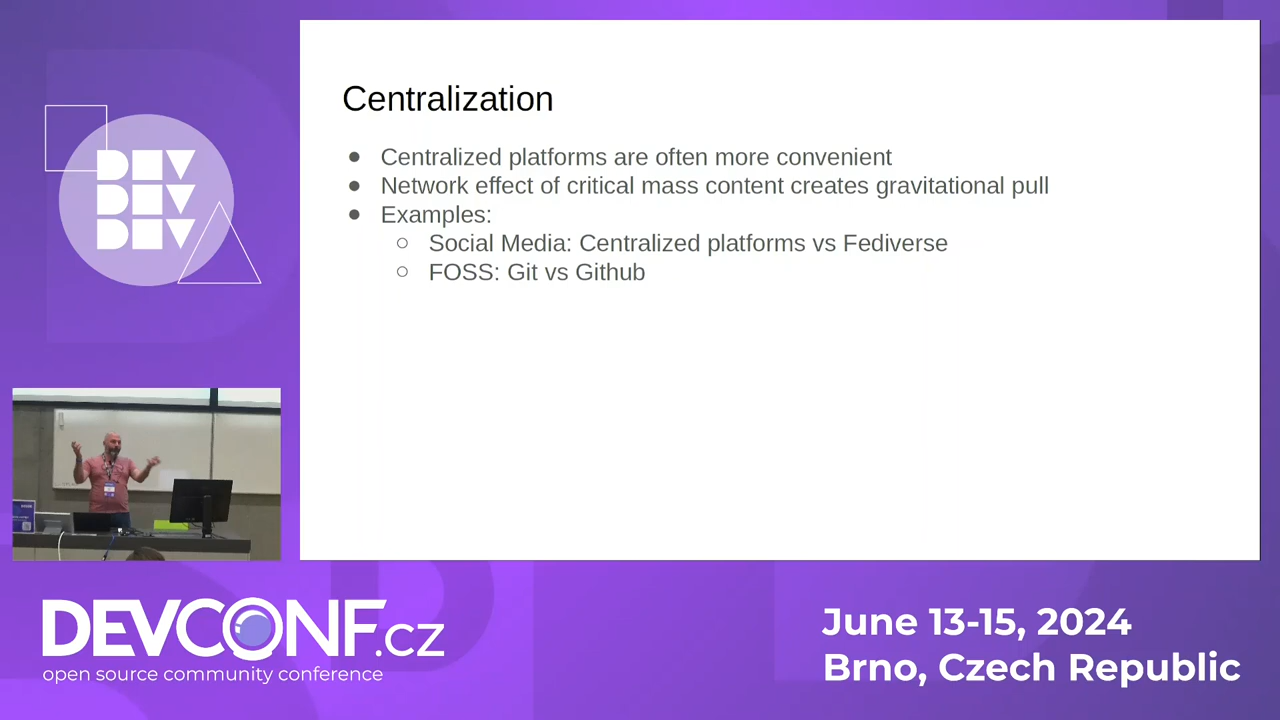 DEV
DEV
DEV
Centralization
● Centralized platforms are often more convenient
● Network effect of critical mass content creates gravitational pull
● Examples:
○ Social Media: Centralized platforms vs Fediverse
○ FOSS: Git vs Github
DEVCONF.cz
open source community conference
June 13-15, 2024
Brno, Czech Republic